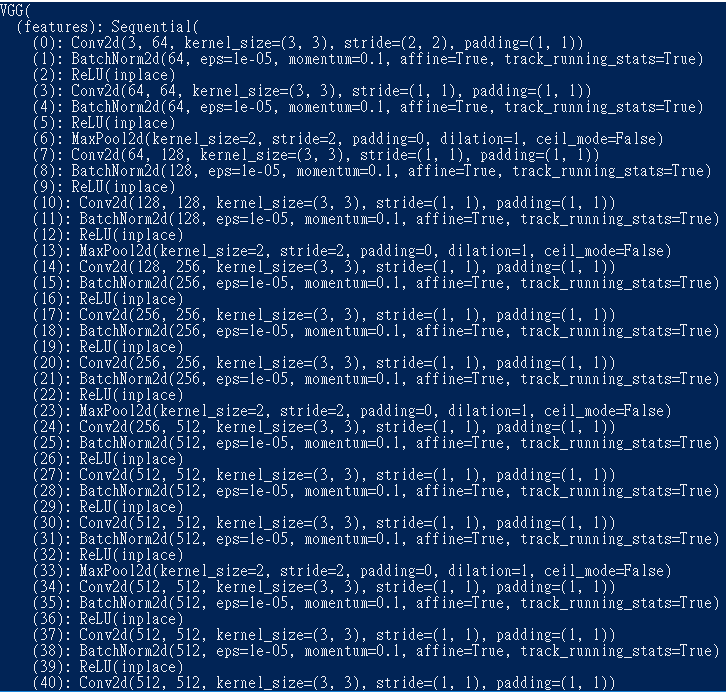 VGG(
(features): Sequential(
(0): Conv2d(3, 64, kernel_size=(3, 3), stride=(2, 2), padding=(1, 1))
(1): BatchNorm2d(64, eps=1e-05, momentum=0.1, affine=True, track_running_stats=True)
(2): ReLU(inplace)
(3): Conv2d(64, 64, kernel_size=(3, 3), stride=(1, 1), padding=(1, 1))
(4): BatchNorm2d(64, eps=1e-05, momentum=0.1, affine=True, track_running_stats=True)
(5): ReLU(inplace)
(6): MaxPool2d(kernel_size=2, stride=2, padding=0, dilation=1, ceil_mode=False)
(7): Conv2d(64, 128, kernel_size=(3, 3), stride=(1, 1), padding=(1, 1))
(8): BatchNorm2d(128, eps=1e-05, momentum=0.1, affine=True, track_running_stats=True)
(9): ReLU(inplace)
(10): Conv2d(128, 128, kernel_size=(3, 3), stride=(1, 1), padding=(1, 1))
(11): BatchNorm2d(128, eps=1e-05, momentum=0.1, affine=True, track_running_stats=True)
(12): ReLU(inplace)
(13): MaxPool2d(kernel_size=2, stride=2, padding=0, dilation=1, ceil_mode=False)
(14): Conv2d(128, 256, kernel_size=(3, 3), stride=(1, 1), padding=(1, 1))
(15): BatchNorm2d(256, eps=1e-05, momentum=0.1, affine=True, track_running_stats=True)
(16): ReLU(inplace)
(17): Conv2d(256, 256, kernel_size=(3, 3), stride=(1, 1), padding=(1, 1))
(18): BatchNorm2d(256, eps=1e-05, momentum=0.1, affine=True, track_running_stats=True)
(19): ReLU(inplace)
(20): Conv2d(256, 256, kernel_size=(3, 3), stride=(1, 1), padding=(1, 1))
(21): BatchNorm2d(256, eps=1e-05, momentum=0.1, affine=True, track_running_stats=True)
(22): ReLU(inplace)
(23): MaxPool2d(kernel_size=2, stride=2, padding=0, dilation=1, ceil_mode=False)
(24): Conv2d(256, 512, kernel_size=(3, 3), stride=(1, 1), padding=(1, 1))
(25): BatchNorm2d(512, eps=1e-05, momentum=0.1, affine=True, track_running_stats=True)
(26): ReLU(inplace)
(27): Conv2d(512, 512, kernel_size=(3, 3), stride=(1, 1), padding=(1, 1))
(28): BatchNorm2d(512, eps=1e-05, momentum=0.1, affine=True, track_running_stats=True)
(29): ReLU(inplace)
(30): Conv2d(512, 512, kernel_size=(3, 3), stride=(1, 1), padding=(1, 1))
(31): BatchNorm2d(512, eps=1e-05, momentum=0.1, affine=True, track_running_stats=True)
(32): ReLU(inplace)
(33): MaxPool2d(kernel_size=2, stride=2, padding=0, dilation=1, ceil_mode=False)
(34): Conv2d(512, 512, kernel_size=(3, 3), stride=(1, 1), padding=(1, 1))
(35): BatchNorm2d(512, eps=1e-05, momentum=0.1, affine=True, track_running_stats=True)
(36): ReLU(inplace)
(37): Conv2d(512, 512, kernel_size=(3, 3), stride=(1, 1), padding=(1, 1))
(38): BatchNorm2d(512, eps=1e-05, momentum=0.1, affine=True, track_running_stats=True)
(39): ReLU(inplace)
(40): Conv2d(512, 512, kernel_size=(3, 3), stride=(1, 1), padding=(1, 1))